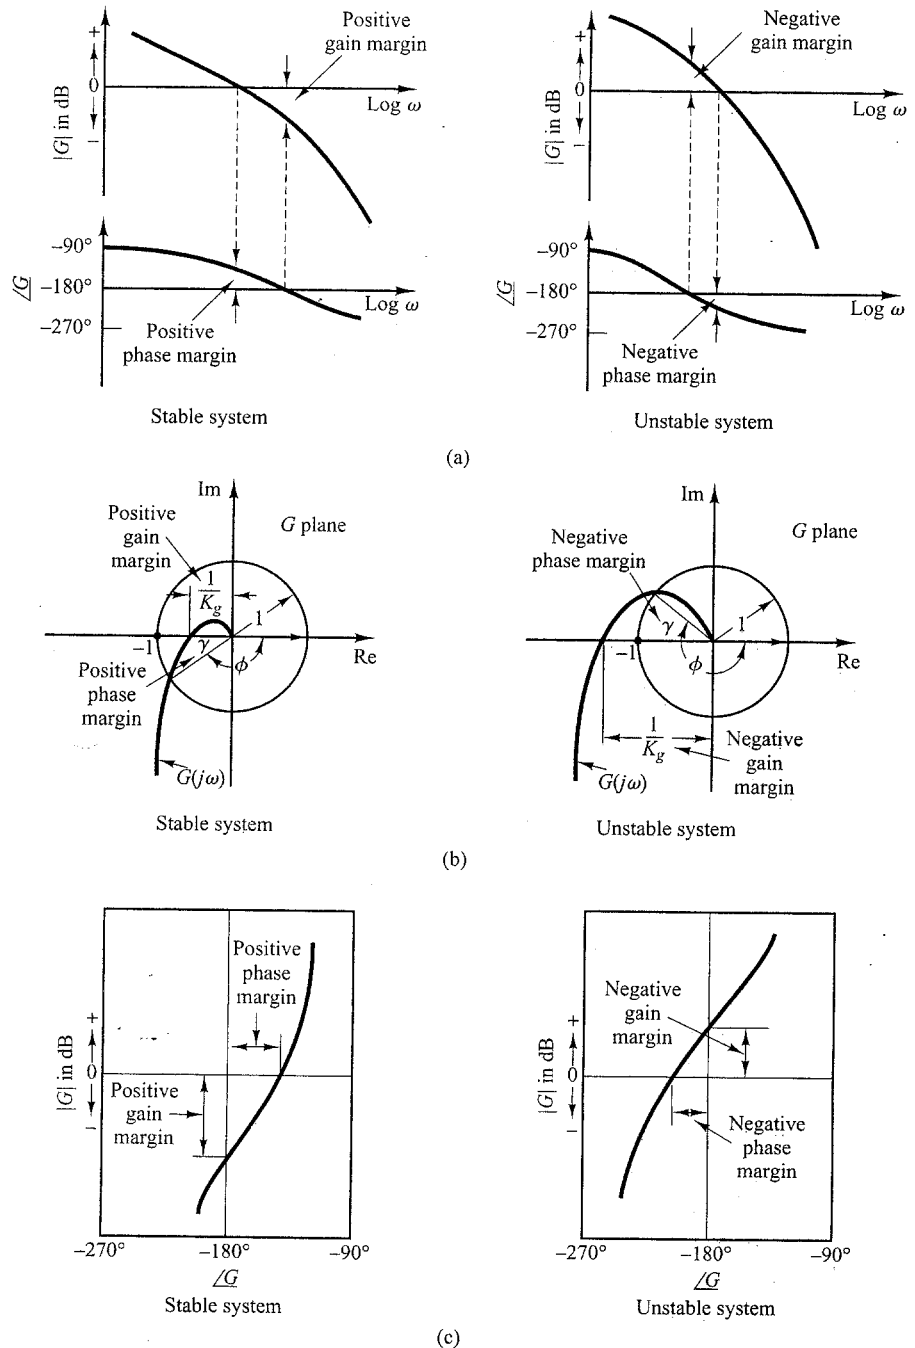 Positive
gain margin
+
0
−
|G| in dB
Log ω
−90°
−180°
−270°
∠G
Log ω
Positive
phase margin
Stable system
Negative
gain margin
+
0
−
|G| in dB
Log ω
−90°
−180°
−270°
∠G
Log ω
Negative
phase margin
Unstable system
(a)
Im
Positive
gain
margin
G plane
1
K_g
1
−1
γ
ϕ
Re
Positive
phase
margin
G(jω)
Stable system
Im
Negative
phase margin
G plane
γ
1
−1
ϕ
Re
1
K_g
Negative
gain
margin
G(jω)
Unstable system
(b)
Positive
phase
margin
+
0
−
|G| in dB
Positive
gain
margin
−270° −180° −90°
∠G
Stable system
Negative
gain
margin
+
0
−
|G| in dB
Negative
phase
margin
−270° −180° −90°
∠G
Unstable system
(c)